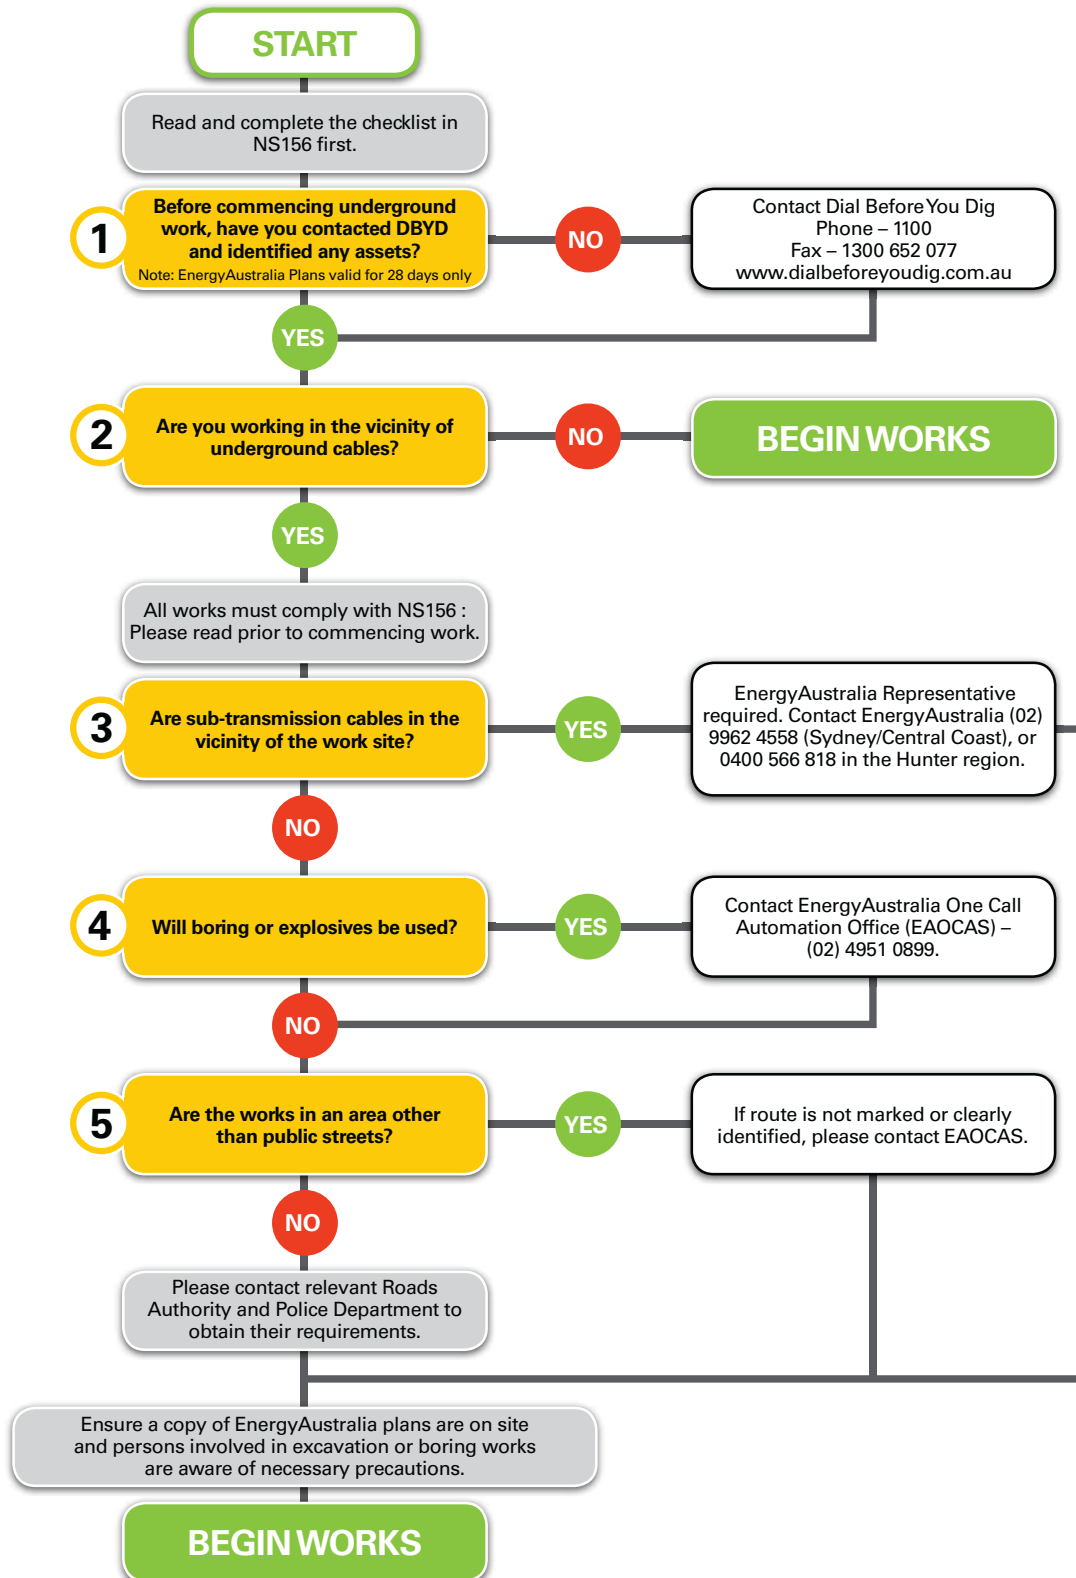 START
Read and complete the checklist in
NS156 first.
1
Before commencing underground
work, have you contacted DBYD
and identified any assets?
Note: EnergyAustralia Plans valid for 28 days only
NO
Contact Dial Before You Dig
Phone – 1100
Fax – 1300 652 077
www.dialbeforeyoudig.com.au
YES
2
Are you working in the vicinity of
underground cables?
NO
BEGIN WORKS
YES
All works must comply with NS156 :
Please read prior to commencing work.
3
Are sub-transmission cables in the
vicinity of the work site?
YES
EnergyAustralia Representative
required. Contact EnergyAustralia (02)
9962 4558 (Sydney/Central Coast), or
0400 566 818 in the Hunter region.
NO
4
Will boring or explosives be used?
YES
Contact EnergyAustralia One Call
Automation Office (EAOCAS) –
(02) 4951 0899.
NO
5
Are the works in an area other
than public streets?
YES
If route is not marked or clearly
identified, please contact EAOCAS.
NO
Please contact relevant Roads
Authority and Police Department to
obtain their requirements.
Ensure a copy of EnergyAustralia plans are on site
and persons involved in excavation or boring works
are aware of necessary precautions.
BEGIN WORKS